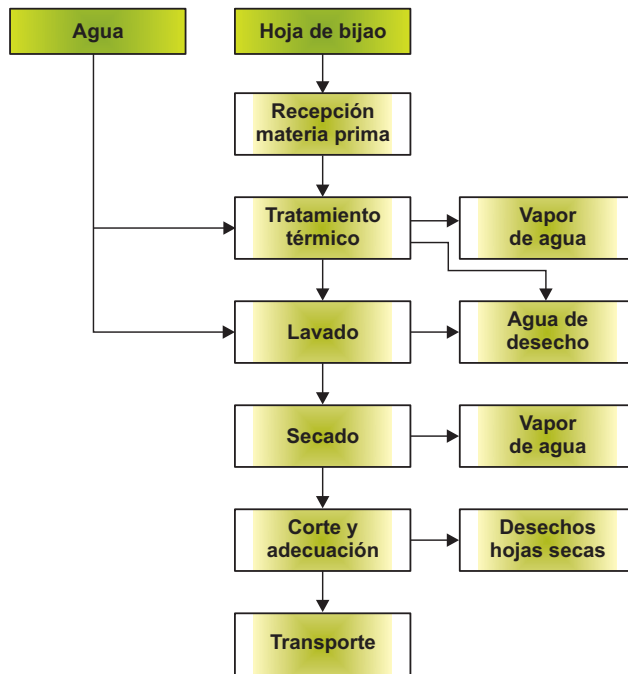 Agua
Hoja de bijao
Recepción
materia prima
Tratamiento
térmico
Vapor
de agua
Lavado
Agua de
desecho
Secado
Vapor
de agua
Corte y
adecuación
Desechos
hojas secas
Transporte